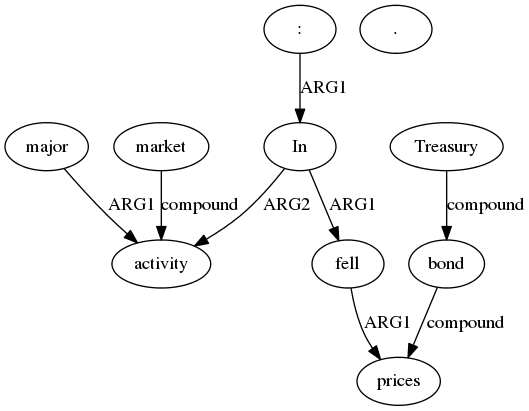 : .
ARG1
major market In Treasury
ARG1 compound ARG2 ARG1 compound
activity fell bond
ARG1 compound
prices